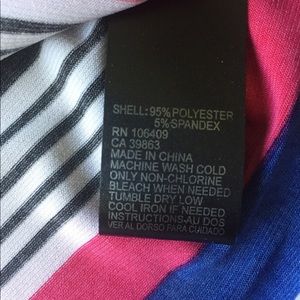 SHELL: 95% POLYESTER
5% SPANDEX
RN 106409
CA 39863
MADE IN CHINA
MACHINE WASH COLD
ONLY NON-CHLORINE
BLEACH WHEN NEEDED
TUMBLE DRY LOW
COOL IRON IF NEEDED
INSTRUCTIONS-AU DOS
VER AL DORSO PARA CUIDADO